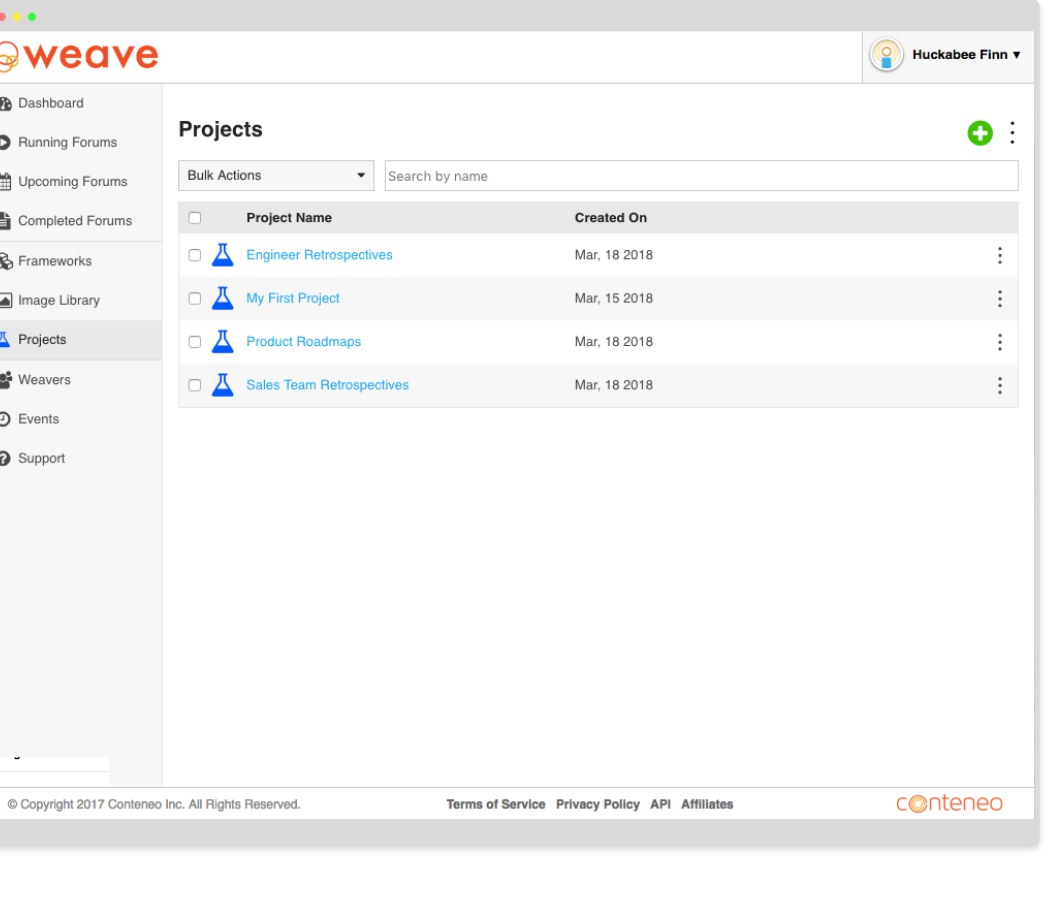 weave
Huckabee Finn ▾
Dashboard
Running Forums
Upcoming Forums
Completed Forums
Frameworks
Image Library
Projects
Weavers
Events
Support
Projects
Bulk Actions
Search by name
Project Name Created On
Engineer Retrospectives Mar, 18 2018
My First Project Mar, 15 2018
Product Roadmaps Mar, 18 2018
Sales Team Retrospectives Mar, 18 2018
© Copyright 2017 Conteneo Inc. All Rights Reserved. Terms of Service Privacy Policy API Affiliates conteneo